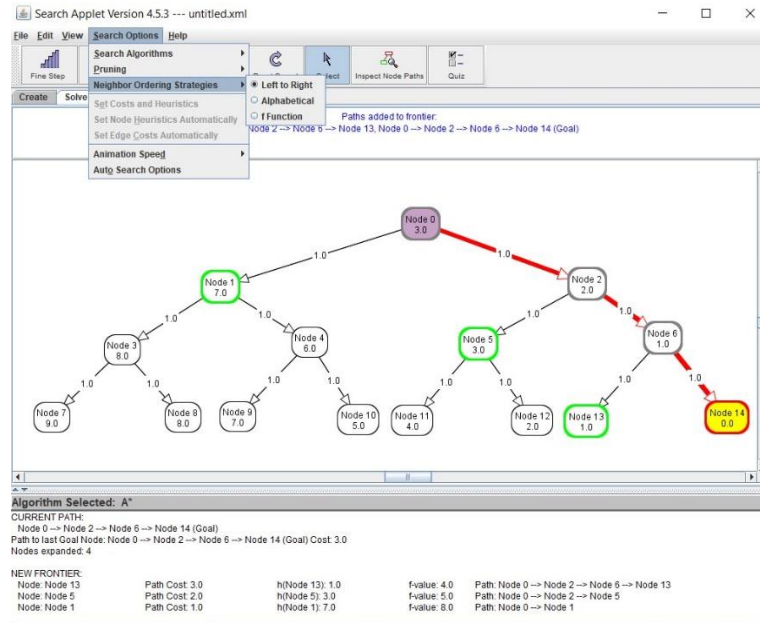 Search Applet Version 4.5.3 --- untitled.xml
File Edit View Search Options Help
Fine Step
Select
Inspect Node Paths
Quiz
Search Algorithms
Pruning
Neighbor Ordering Strategies
Set Costs and Heuristics
Set Node Heuristics Automatically
Set Edge Costs Automatically
Animation Speed
Auto Search Options
Left to Right
Alphabetical
f Function
Create Solve
Paths added to frontier:
Node 2 --> Node 6 --> Node 13, Node 0 --> Node 2 --> Node 6 --> Node 14 (Goal)
Node 0
3.0
1.0 1.0
Node 1
7.0
Node 2
2.0
1.0 1.0 1.0 1.0
Node 3
8.0
Node 4
6.0
Node 5
3.0
Node 6
1.0
1.0 1.0 1.0 1.0 1.0 1.0 1.0 1.0
Node 7
9.0
Node 8
8.0
Node 9
7.0
Node 10
5.0
Node 11
4.0
Node 12
2.0
Node 13
1.0
Node 14
0.0
Algorithm Selected: A*
CURRENT PATH:
Node 0 --> Node 2 --> Node 6 --> Node 14 (Goal)
Path to last Goal Node: Node 0 --> Node 2 --> Node 6 --> Node 14 (Goal) Cost: 3.0
Nodes expanded: 4
NEW FRONTIER:
Node: Node 13 Path Cost: 3.0 h(Node 13): 1.0 f-value: 4.0 Path: Node 0 --> Node 2 --> Node 6 --> Node 13
Node: Node 5 Path Cost: 2.0 h(Node 5): 3.0 f-value: 5.0 Path: Node 0 --> Node 2 --> Node 5
Node: Node 1 Path Cost: 1.0 h(Node 1): 7.0 f-value: 8.0 Path: Node 0 --> Node 1